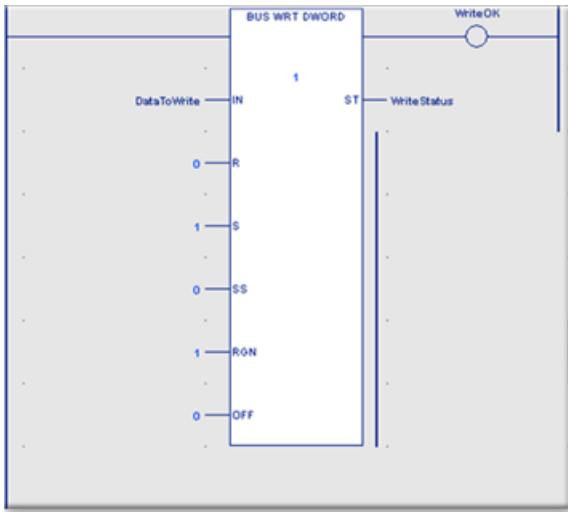 BUS WRT DWORD
WriteOK
1
DataToWrite IN ST WriteStatus
0 R
1 S
0 SS
1 RGN
0 OFF